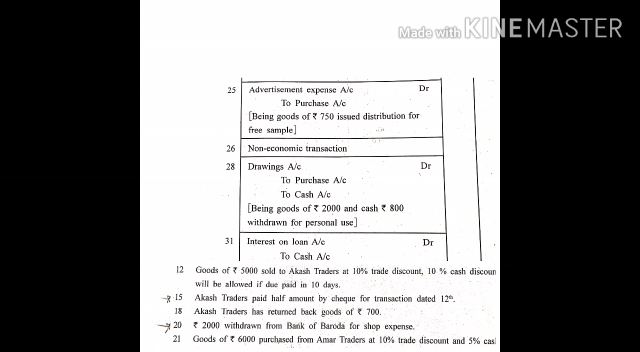 Made with KINEMASTER
25 Advertisement expense A/c Dr
To Purchase A/c
[Being goods of ₹ 750 issued distribution for
free sample]
26 Non-economic transaction
28 Drawings A/c Dr
To Purchase A/c
To Cash A/c
[Being goods of ₹ 2000 and cash ₹ 800
withdrawn for personal use]
31 Interest on loan A/c Dr
To Cash A/c
12 Goods of ₹ 5000 sold to Akash Traders at 10% trade discount, 10 % cash discoun
will be allowed if due paid in 10 days.
15 Akash Traders paid half amount by cheque for transaction dated 12th.
18 Akash Traders has returned back goods of ₹ 700.
20 ₹ 2000 withdrawn from Bank of Baroda for shop expense.
21 Goods of ₹ 6000 purchased from Amar Traders at 10% trade discount and 5% cas